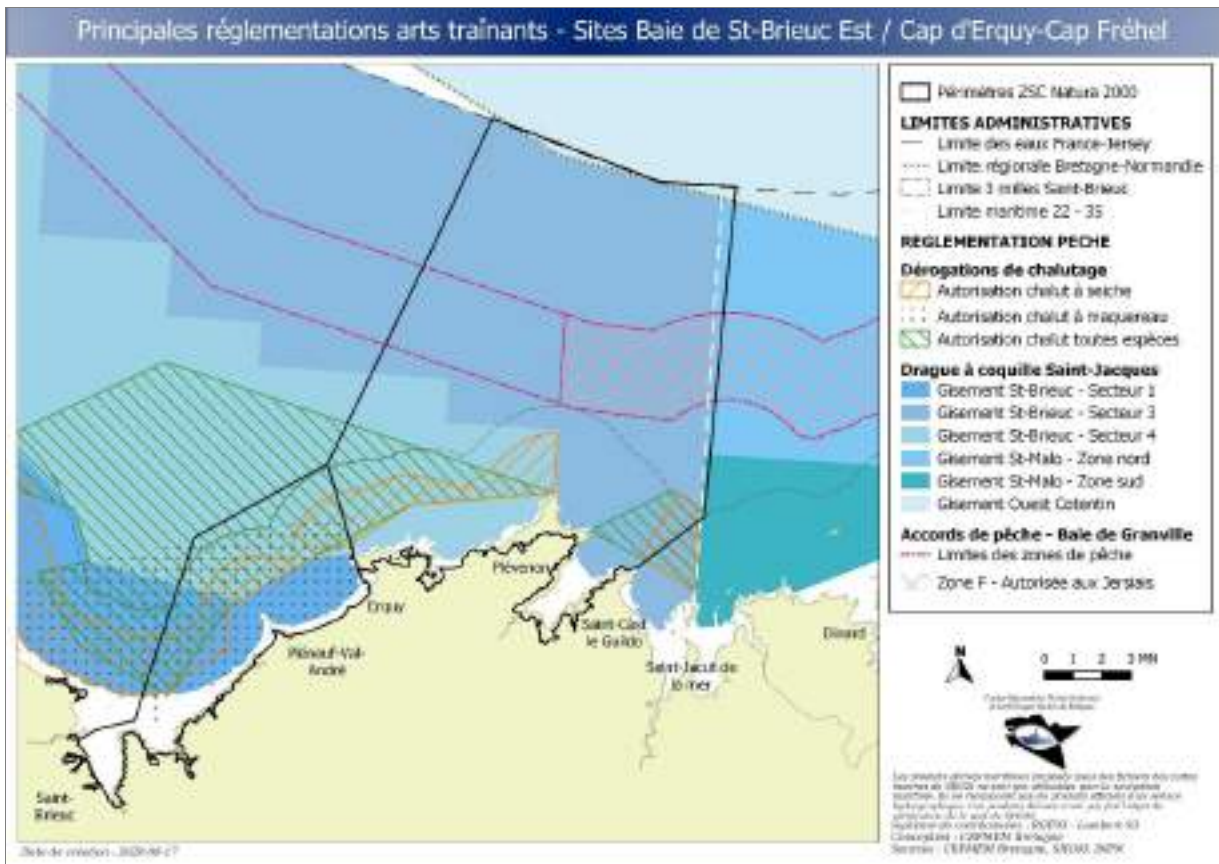 Principales réglementations arts traînants - Sites Baie de St-Brieuc Est / Cap d'Erquy-Cap Fréhel
Périmètres ZSC Natura 2000
LIMITES ADMINISTRATIVES
Limite des eaux France-Jersey
Limite régionale Bretagne-Normandie
Limite 3 milles Saint-Brieuc
Limite maritime 22 - 35
REGLEMENTATION PECHE
Dérogations de chalutage
Autorisation chalut à seiche
Autorisation chalut à maquereau
Autorisation chalut toutes espèces
Drague à coquille Saint-Jacques
Gisement St-Brieuc - Secteur 1
Gisement St-Brieuc - Secteur 3
Gisement St-Brieuc - Secteur 4
Gisement St-Malo - Zone nord
Gisement St-Malo - Zone sud
Gisement Ouest Cotentin
Accords de pêche - Baie de Granville
Limites des zones de pêche
Zone F - Autorisée aux Jersiais
Plévenon
Erquy
Saint-Cast
le Guildo
Dinard
Pléneuf-Val-
André
Saint-Jacut de
la mer
Saint-
Brieuc
N
0 1 2 3 MN